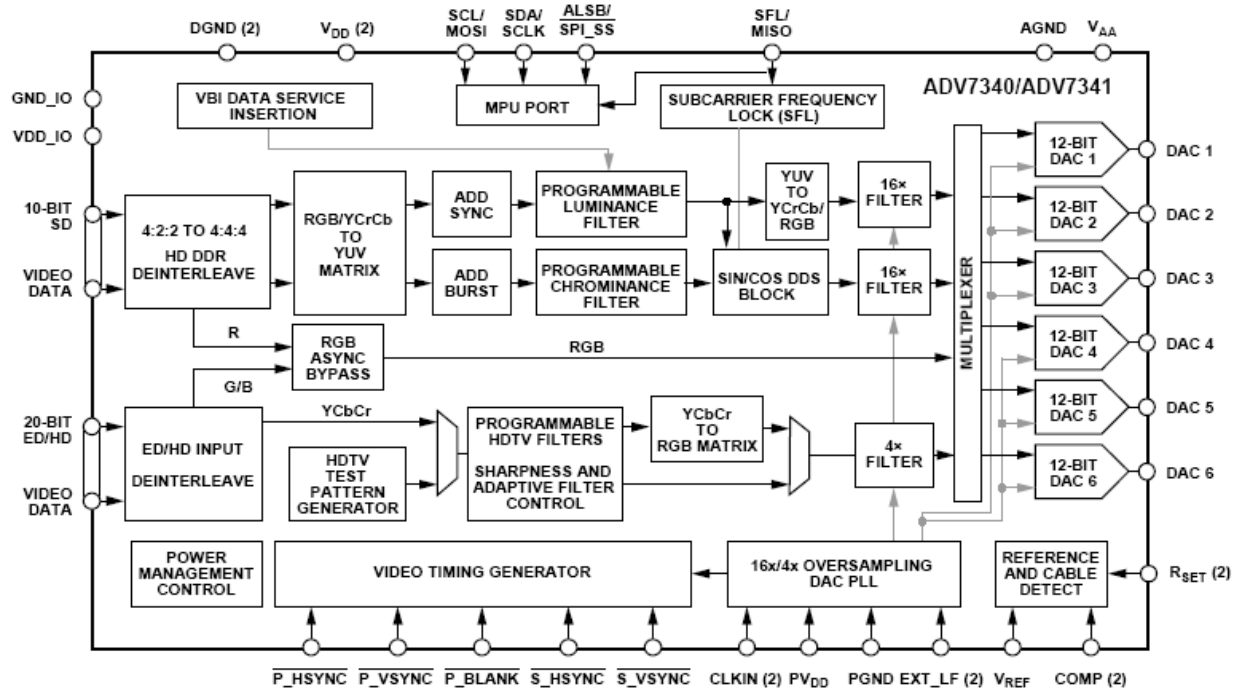 DGND (2)
VDD (2)
SCL/
MOSI
SDA/
SCLK
ALSB/
SPI_SS
SFL/
MISO
AGND
VAA
GND_IO
VDD_IO
VBI DATA SERVICE
INSERTION
MPU PORT
SUBCARRIER FREQUENCY
LOCK (SFL)
ADV7340/ADV7341
10-BIT
SD
VIDEO
DATA
4:2:2 TO 4:4:4
HD DDR
DEINTERLEAVE
RGB/YCrCb
TO
YUV
MATRIX
ADD
SYNC
PROGRAMMABLE
LUMINANCE
FILTER
YUV
TO
YCrCb/
RGB
16×
FILTER
ADD
BURST
PROGRAMMABLE
CHROMINANCE
FILTER
SIN/COS DDS
BLOCK
16×
FILTER
MULTIPLEXER
12-BIT
DAC 1
DAC 1
12-BIT
DAC 2
DAC 2
12-BIT
DAC 3
DAC 3
12-BIT
DAC 4
DAC 4
12-BIT
DAC 5
DAC 5
12-BIT
DAC 6
DAC 6
R
G/B
RGB
ASYNC
BYPASS
RGB
20-BIT
ED/HD
VIDEO
DATA
ED/HD INPUT
DEINTERLEAVE
YCbCr
HDTV
TEST
PATTERN
GENERATOR
PROGRAMMABLE
HDTV FILTERS
SHARPNESS AND
ADAPTIVE FILTER
CONTROL
YCbCr
TO
RGB MATRIX
4×
FILTER
POWER
MANAGEMENT
CONTROL
VIDEO TIMING GENERATOR
16x/4x OVERSAMPLING
DAC PLL
REFERENCE
AND CABLE
DETECT
RSET (2)
P_HSYNC
P_VSYNC
P_BLANK
S_HSYNC
S_VSYNC
CLKIN (2)
PVDD
PGND
EXT_LF (2)
VREF
COMP (2)